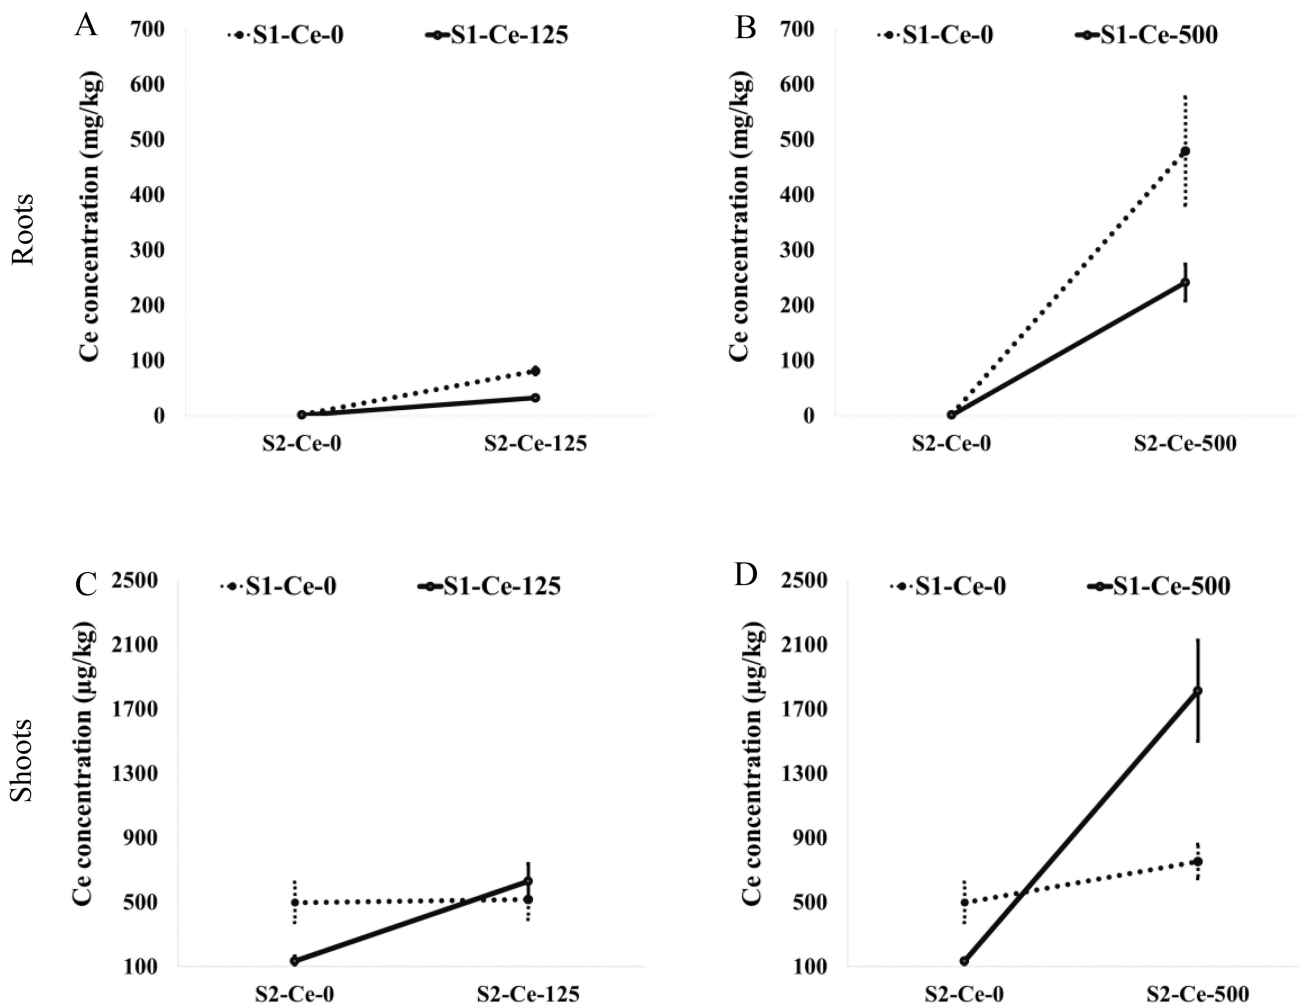 A
S1-Ce-0 S1-Ce-125
700
600
500
400
300
200
100
0
Ce concentration (mg/kg)
S2-Ce-0 S2-Ce-125
B
S1-Ce-0 S1-Ce-500
700
600
500
400
300
200
100
0
Ce concentration (mg/kg)
S2-Ce-0 S2-Ce-500
Roots
C
S1-Ce-0 S1-Ce-125
2500
2100
1700
1300
900
500
100
Ce concentration (µg/kg)
S2-Ce-0 S2-Ce-125
D
S1-Ce-0 S1-Ce-500
2500
2100
1700
1300
900
500
100
Ce concentration (µg/kg)
S2-Ce-0 S2-Ce-500
Shoots